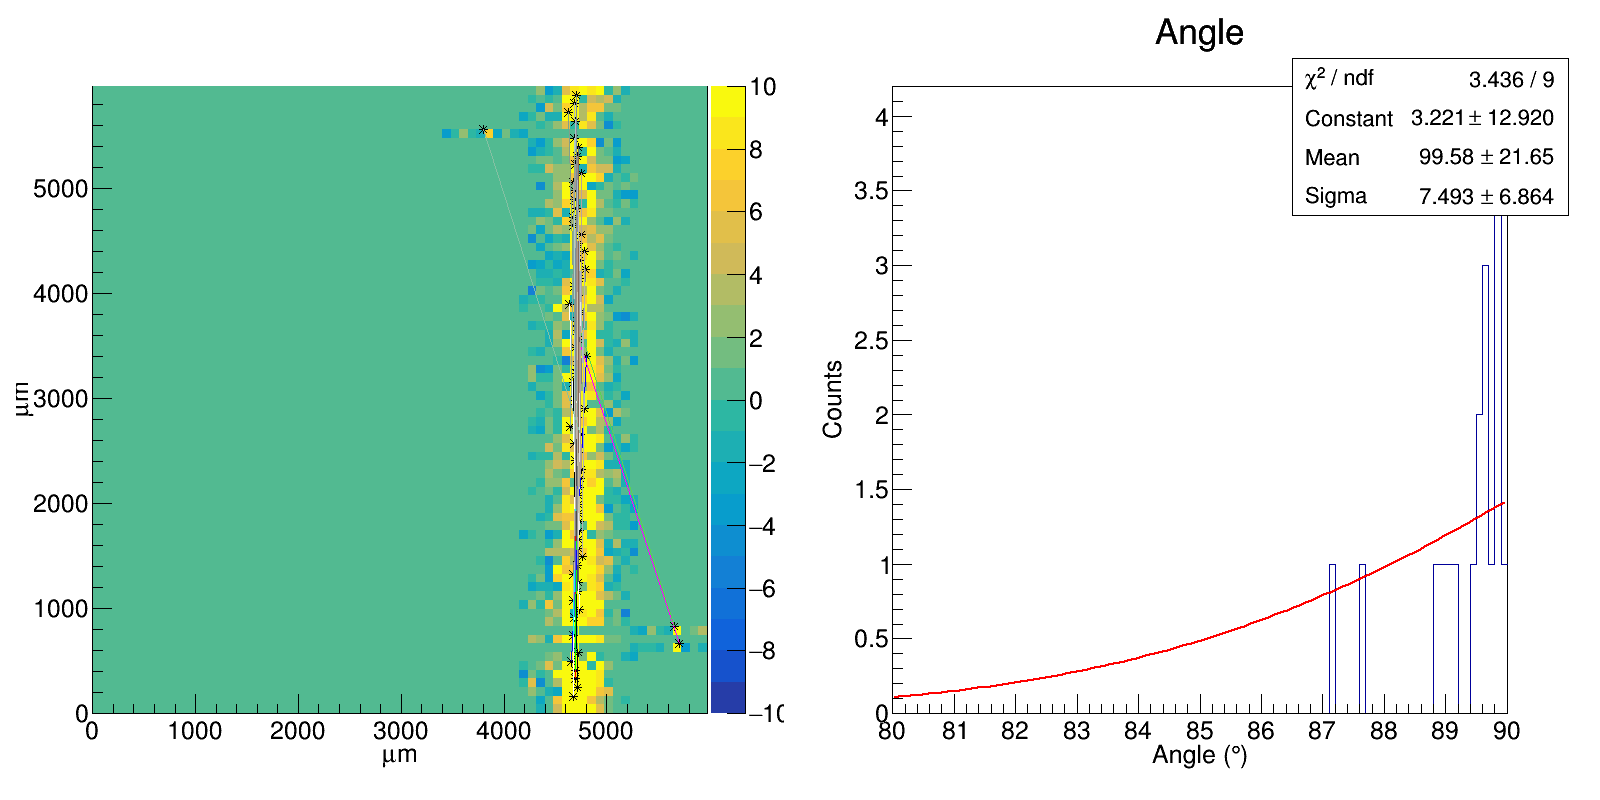 Angle
χ² / ndf 3.436 / 9
Constant 3.221 ± 12.920
Mean 99.58 ± 21.65
Sigma 7.493 ± 6.864
10
8
6
4
2
0
−2
−4
−6
−8
5000
4000
3000
2000
1000
0
μm
0 1000 2000 3000 4000 5000
μm
4
3.5
3
2.5
2
1.5
1
0.5
0
Counts
80 81 82 83 84 85 86 87 88 89 90
Angle (°)